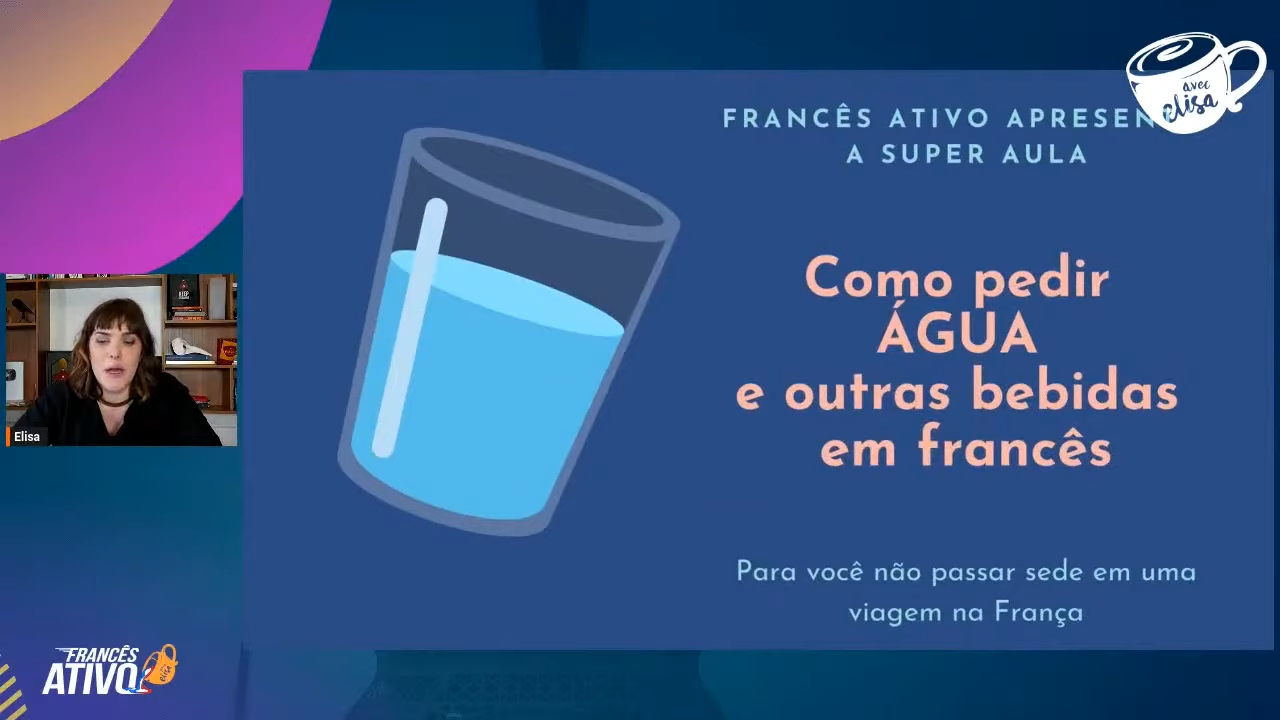 avec
elisa
FRANCÊS ATIVO APRESEN
A SUPER AULA
Como pedir
ÁGUA
e outras bebidas
em francês
Para você não passar sede em uma
viagem na França
Elisa
FRANCÊS
ATIVO